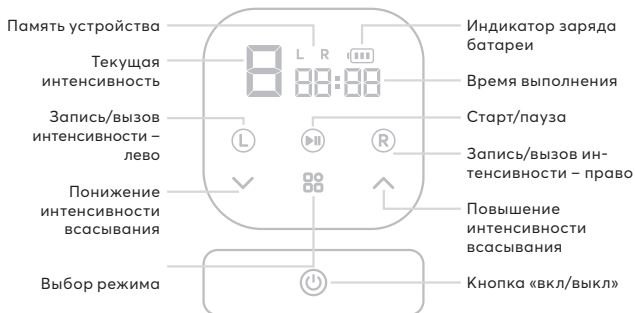 Память устройства
Текущая
интенсивность
Запись/вызов
интенсивности –
лево
Понижение
интенсивности
всасывания
Выбор режима
8
L R
88:88
L
R
Индикатор заряда
батареи
Время выполнения
Старт/пауза
Запись/вызов ин-
тенсивности – право
Повышение
интенсивности
всасывания
Кнопка «вкл/выкл»